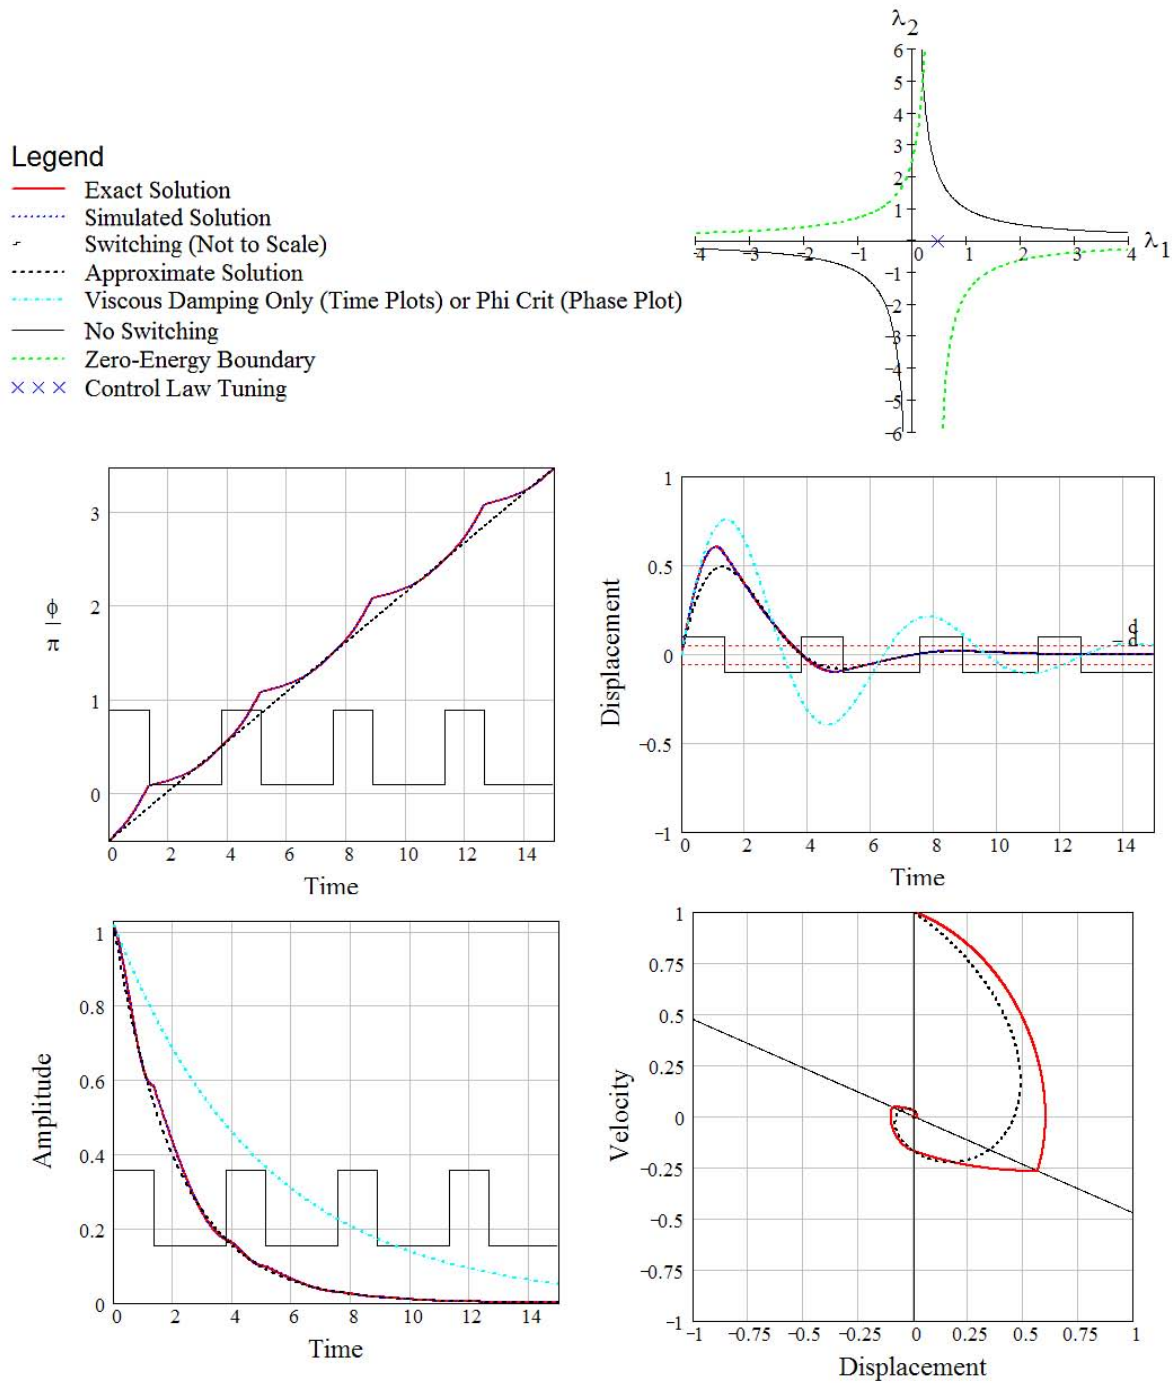 λ2
6
5
4
3
2
1
−4 −3 −2 −1 0 1 2 3 4 λ1
−1
−2
−3
−4
−5
−6
Legend
Exact Solution
Simulated Solution
Switching (Not to Scale)
Approximate Solution
Viscous Damping Only (Time Plots) or Phi Crit (Phase Plot)
No Switching
Zero-Energy Boundary
Control Law Tuning
3
2
1
0
ϕ
π
0 2 4 6 8 10 12 14
Time
1
0.5
0
−0.5
−1
Displacement
d
−d
0 2 4 6 8 10 12 14
Time
1
0.8
0.6
0.4
0.2
0
Amplitude
0 2 4 6 8 10 12 14
Time
1
0.75
0.5
0.25
0
−0.25
−0.5
−0.75
−1
Velocity
−1 −0.75 −0.5 −0.25 0 0.25 0.5 0.75 1
Displacement